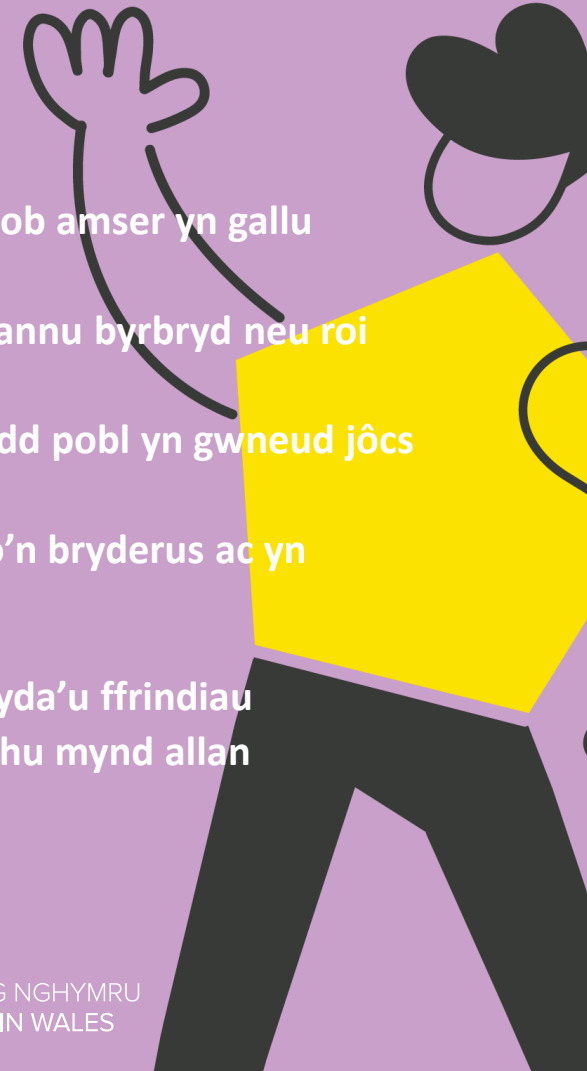 ob amser yn gallu
annu byrbryd neu roi
dd pobl yn gwneud jôcs
'n bryderus ac yn
yda'u ffrindiau
hu mynd allan
G NGHYMRU
IN WALES